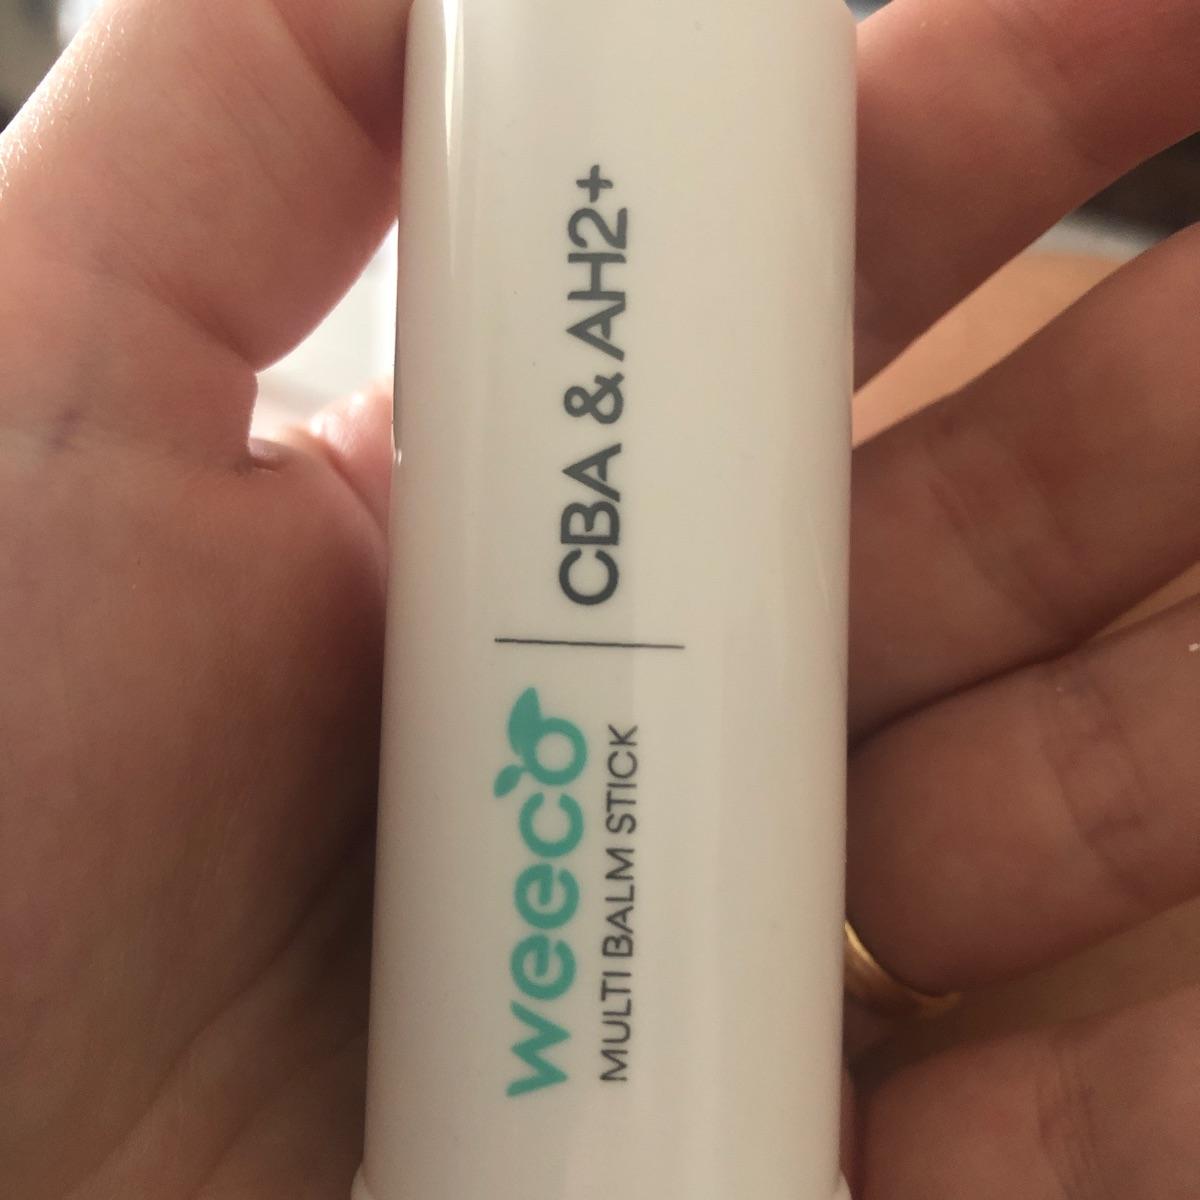 weeco
MULTI BALM STICK
CBA & AH2+